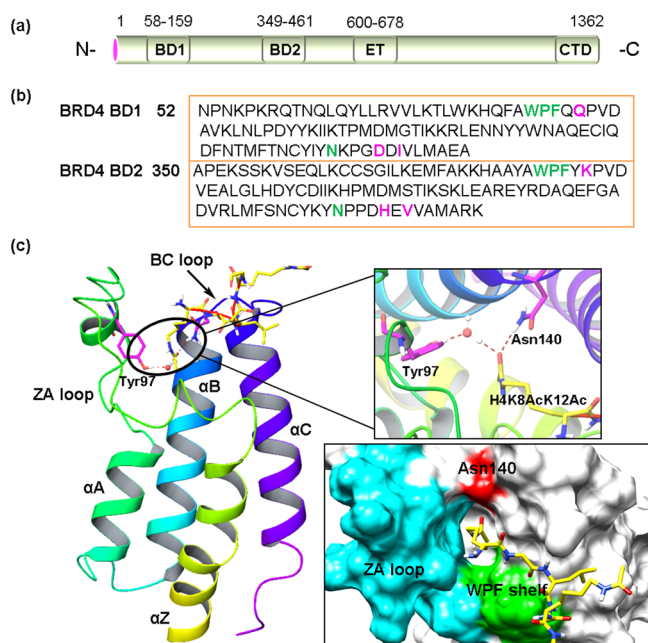 (a)
1 58-159 349-461 600-678 1362
N- BD1 BD2 ET CTD -C
(b)
BRD4 BD1 52 NPNKPKRQTNQLQYLLRVVLKTLWKHQFAWPFQQPVD
AVKLNLPDYYKIIKTPMDMGTIKKRLENNYYWNAQECIQ
DFNTMFTNCYIYNKPGDDIVLMAEA
BRD4 BD2 350 APEKSSKVSEQLKCCSGILKEMFAKKHAAYAWPFYKPVD
VEALGLHDYCDIIKHPMDMSTIKSKLEAREYRDAQEFGA
DVRLMFSNCYKYNPPDHEVVAMARK
(c)
BC loop
Tyr97
ZA loop
αB
αC
αA
αZ
Asn140
Tyr97
H4K8AcK12Ac
Asn140
ZA loop
WPF shelf